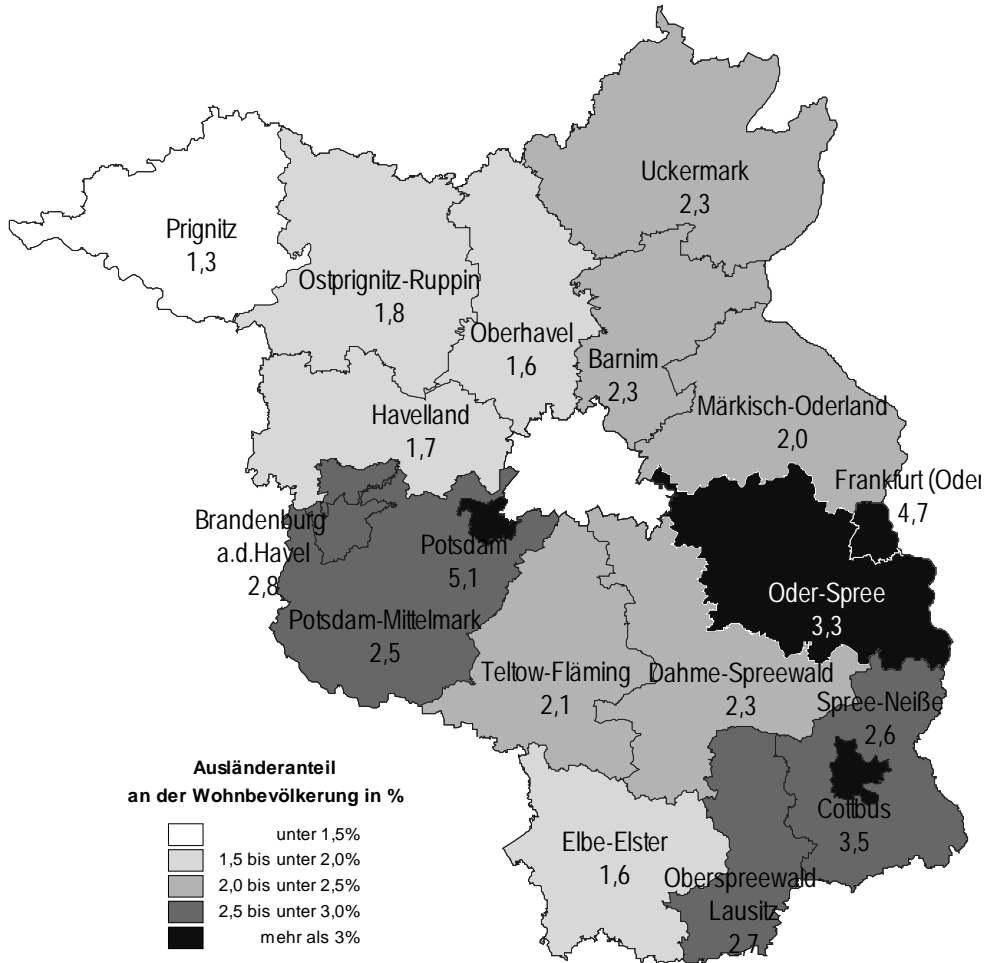 Uckermark
2,3
Prignitz
1,3
Ostprignitz-Ruppin
1,8
Oberhavel
1,6
Barnim
2,3
Märkisch-Oderland
2,0
Havelland
1,7
Frankfurt (Oder
4,7
Brandenburg
a.d.Havel
2,8
Potsdam
5,1
Oder-Spree
3,3
Potsdam-Mittelmark
2,5
Teltow-Fläming
2,1
Dahme-Spreewald
2,3
Spree-Neiße
2,6
Cottbus
3,5
Elbe-Elster
1,6
Oberspreewald
Lausitz
2,7
Ausländeranteil
an der Wohnbevölkerung in %
unter 1,5%
1,5 bis unter 2,0%
2,0 bis unter 2,5%
2,5 bis unter 3,0%
mehr als 3%